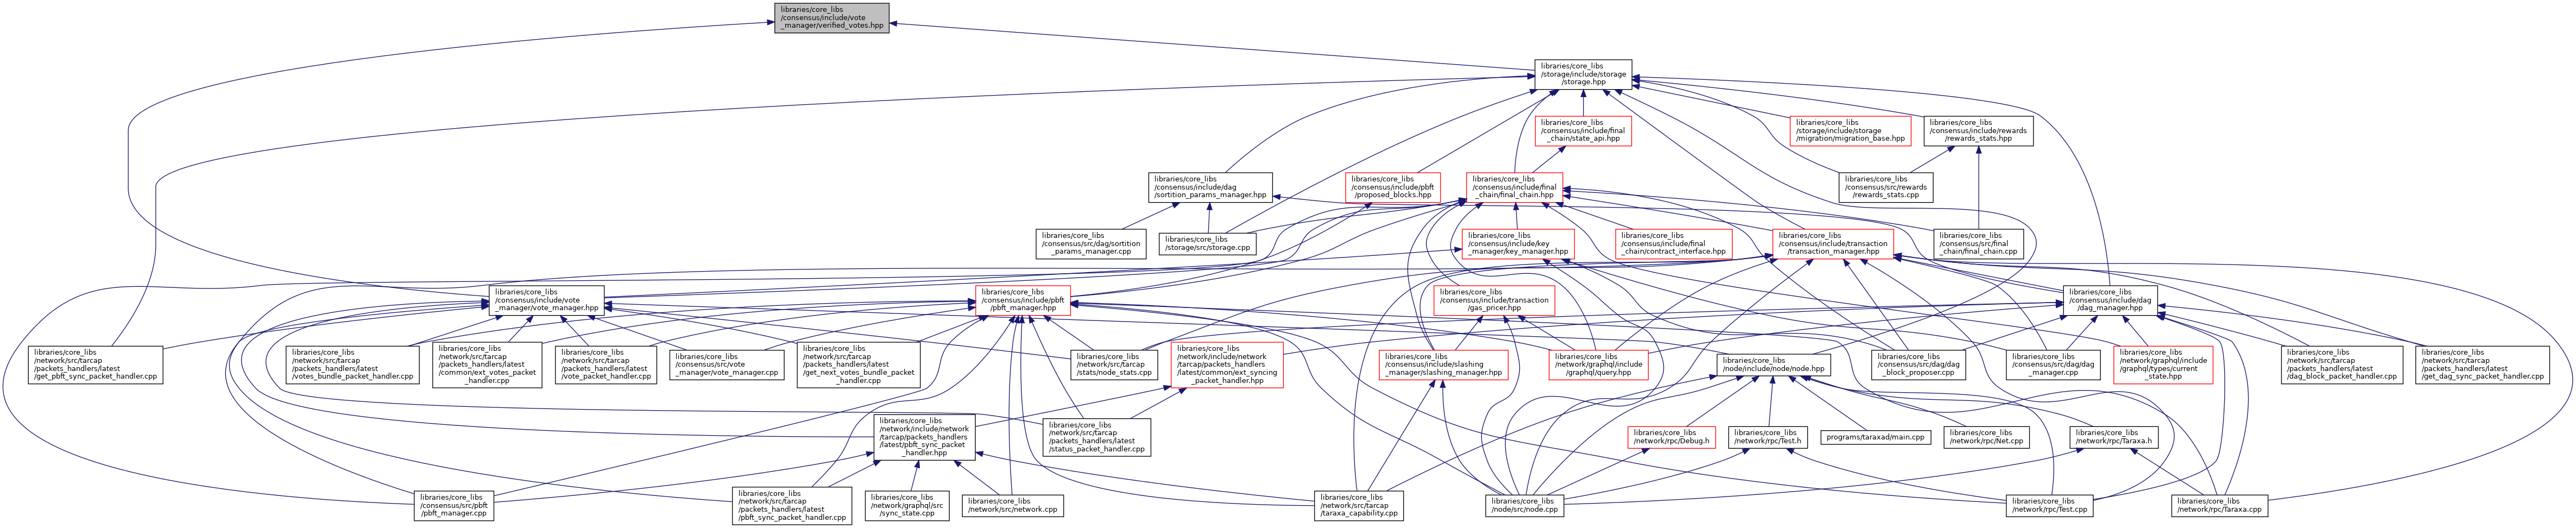 libraries/core_libs
/consensus/include/vote
_manager/verified_votes.hpp
libraries/core_libs
/storage/include/storage
/storage.hpp
libraries/core_libs
/consensus/include/final
_chain/state_api.hpp
libraries/core_libs
/storage/include/storage
/migration/migration_base.hpp
libraries/core_libs
/consensus/include/rewards
/rewards_stats.hpp
libraries/core_libs
/consensus/include/dag
/sortition_params_manager.hpp
libraries/core_libs
/consensus/include/pbft
/proposed_blocks.hpp
libraries/core_libs
/consensus/include/final
_chain/final_chain.hpp
libraries/core_libs
/consensus/src/rewards
/rewards_stats.cpp
libraries/core_libs
/consensus/src/dag/sortition
_params_manager.cpp
libraries/core_libs
/storage/src/storage.cpp
libraries/core_libs
/consensus/include/key
_manager/key_manager.hpp
libraries/core_libs
/consensus/include/final
_chain/contract_interface.hpp
libraries/core_libs
/consensus/include/transaction
/transaction_manager.hpp
libraries/core_libs
/consensus/src/final
_chain/final_chain.cpp
libraries/core_libs
/consensus/include/vote
_manager/vote_manager.hpp
libraries/core_libs
/consensus/include/pbft
/pbft_manager.hpp
libraries/core_libs
/consensus/include/transaction
/gas_pricer.hpp
libraries/core_libs
/consensus/include/dag
/dag_manager.hpp
libraries/core_libs
/network/src/tarcap
/packets_handlers/latest
/get_pbft_sync_packet_handler.cpp
libraries/core_libs
/network/src/tarcap
/packets_handlers/latest
/votes_bundle_packet_handler.cpp
libraries/core_libs
/network/src/tarcap
/packets_handlers/latest
/common/ext_votes_packet
_handler.cpp
libraries/core_libs
/network/src/tarcap
/packets_handlers/latest
/vote_packet_handler.cpp
libraries/core_libs
/consensus/src/vote
_manager/vote_manager.cpp
libraries/core_libs
/network/src/tarcap
/packets_handlers/latest
/get_next_votes_bundle_packet
_handler.cpp
libraries/core_libs
/network/src/tarcap
/stats/node_stats.cpp
libraries/core_libs
/network/include/network
/tarcap/packets_handlers
/latest/common/ext_syncing
_packet_handler.hpp
libraries/core_libs
/consensus/include/slashing
_manager/slashing_manager.hpp
libraries/core_libs
/network/graphql/include
/graphql/query.hpp
libraries/core_libs
/node/include/node/node.hpp
libraries/core_libs
/consensus/src/dag/dag
_block_proposer.cpp
libraries/core_libs
/consensus/src/dag/dag
_manager.cpp
libraries/core_libs
/network/graphql/include
/graphql/types/current
_state.hpp
libraries/core_libs
/network/src/tarcap
/packets_handlers/latest
/dag_block_packet_handler.cpp
libraries/core_libs
/network/src/tarcap
/packets_handlers/latest
/get_dag_sync_packet_handler.cpp
libraries/core_libs
/network/include/network
/tarcap/packets_handlers
/latest/pbft_sync_packet
_handler.hpp
libraries/core_libs
/network/src/tarcap
/packets_handlers/latest
/status_packet_handler.cpp
libraries/core_libs
/network/rpc/Debug.h
libraries/core_libs
/network/rpc/Test.h
programs/taraxad/main.cpp
libraries/core_libs
/network/rpc/Net.cpp
libraries/core_libs
/network/rpc/Taraxa.h
libraries/core_libs
/consensus/src/pbft
/pbft_manager.cpp
libraries/core_libs
/network/src/tarcap
/packets_handlers/latest
/pbft_sync_packet_handler.cpp
libraries/core_libs
/network/graphql/src
/sync_state.cpp
libraries/core_libs
/network/src/network.cpp
libraries/core_libs
/network/src/tarcap
/taraxa_capability.cpp
libraries/core_libs
/node/src/node.cpp
libraries/core_libs
/network/rpc/Test.cpp
libraries/core_libs
/network/rpc/Taraxa.cpp